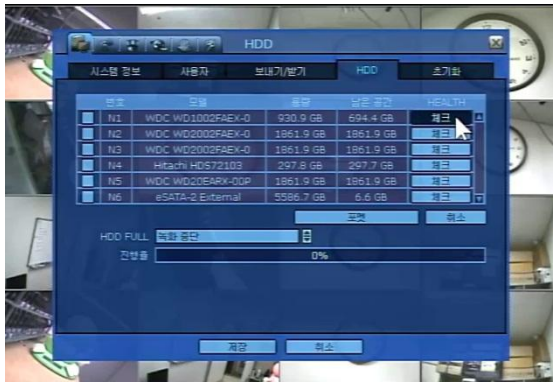 HDD
시스템 정보 사용자 보내기/받기 HDD 초기화
번호 모델 용량 남은 공간 HEALTH
N1 WDC WD1002FAEX-0 930.9 GB 694.4 GB 체크
N2 WDC WD2002FAEX-0 1861.9 GB 1861.9 GB 체크
N3 WDC WD2002FAEX-0 1861.9 GB 1861.9 GB 체크
N4 Hitachi HDS72103 297.8 GB 297.7 GB 체크
N5 WDC WD20EARX-00P 1861.9 GB 1861.9 GB 체크
N6 eSATA-2 External 5586.7 GB 6.6 GB 체크
포맷 취소
HDD FULL 녹화 중단
진행율 0%
저장 취소